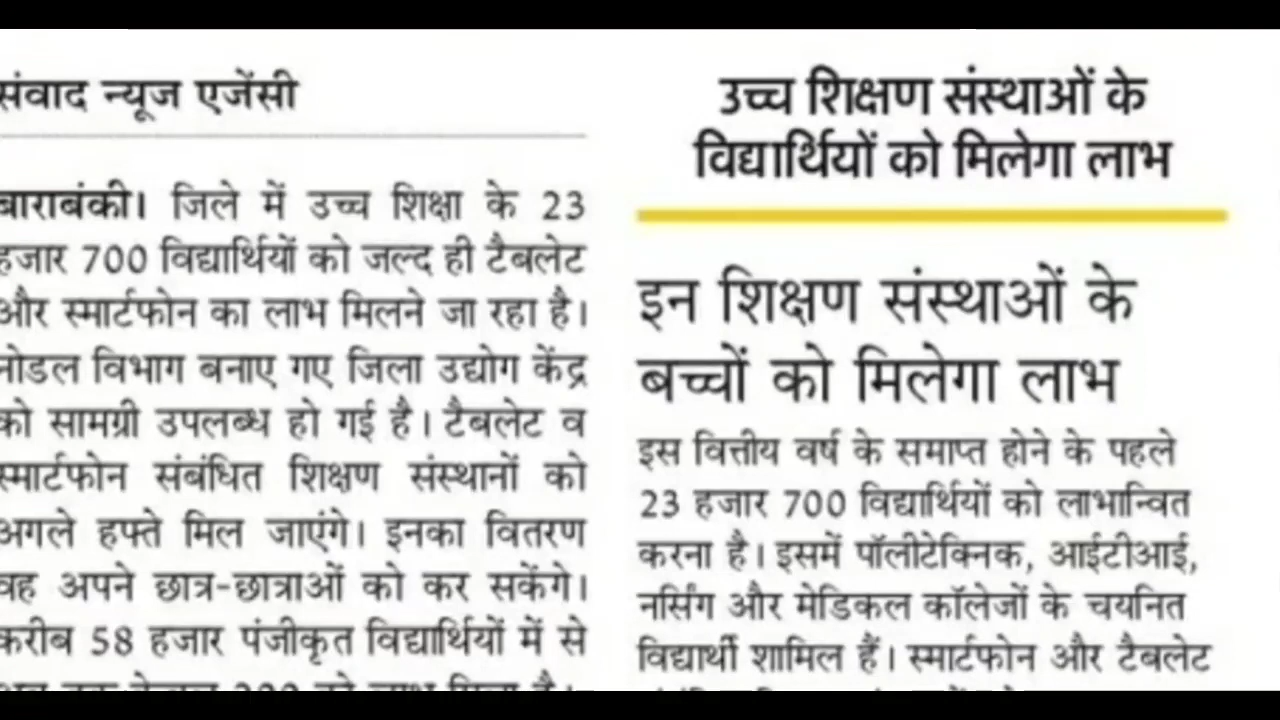 संवाद न्यूज एजेंसी
बाराबंकी। जिले में उच्च शिक्षा के 23
हजार 700 विद्यार्थियों को जल्द ही टैबलेट
और स्मार्टफोन का लाभ मिलने जा रहा है।
नोडल विभाग बनाए गए जिला उद्योग केंद्र
को सामग्री उपलब्ध हो गई है। टैबलेट व
स्मार्टफोन संबंधित शिक्षण संस्थानों को
अगले हफ्ते मिल जाएंगे। इनका वितरण
वह अपने छात्र-छात्राओं को कर सकेंगे।
करीब 58 हजार पंजीकृत विद्यार्थियों में से
उच्च शिक्षण संस्थाओं के
विद्यार्थियों को मिलेगा लाभ
इन शिक्षण संस्थाओं के
बच्चों को मिलेगा लाभ
इस वित्तीय वर्ष के समाप्त होने के पहले
23 हजार 700 विद्यार्थियों को लाभान्वित
करना है। इसमें पॉलीटेक्निक, आईटीआई,
नर्सिंग और मेडिकल कॉलेजों के चयनित
विद्यार्थी शामिल हैं। स्मार्टफोन और टैबलेट